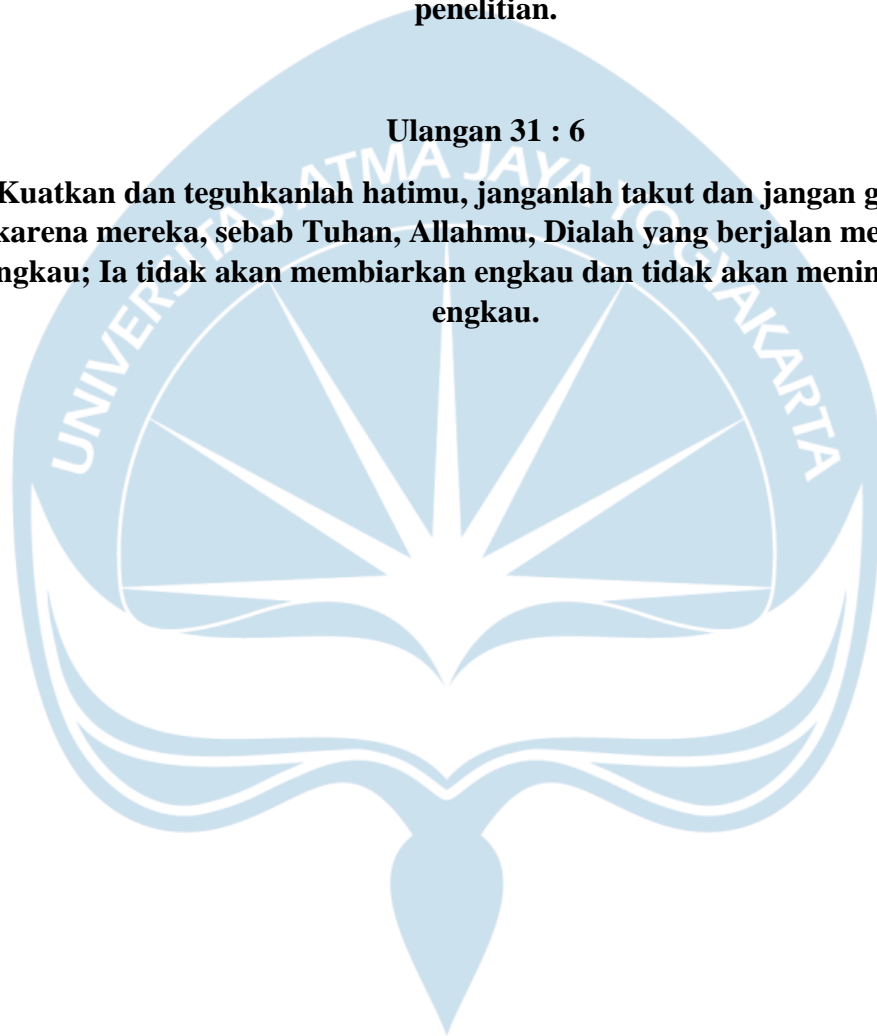 penelitian.
Ulangan 31 : 6
UNIVERSITAS ATMA JAYA YOGYAKARTA
Kuatkan dan teguhkanlah hatimu, janganlah takut dan jangan
karena mereka, sebab Tuhan, Allahmu, Dialah yang berjalan
Ia tidak akan membiarkan engkau dan tidak akan
engkau.